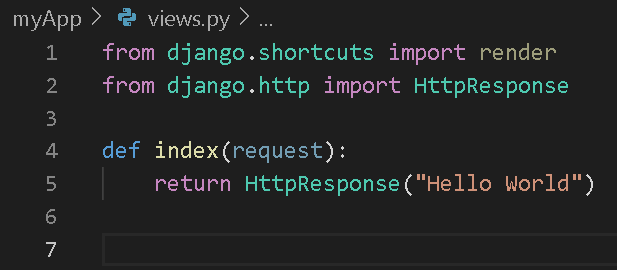 myApp > views.py > ...
1 from django.shortcuts import render
2 from django.http import HttpResponse
3
4 def index(request):
5     return HttpResponse("Hello World")
6
7